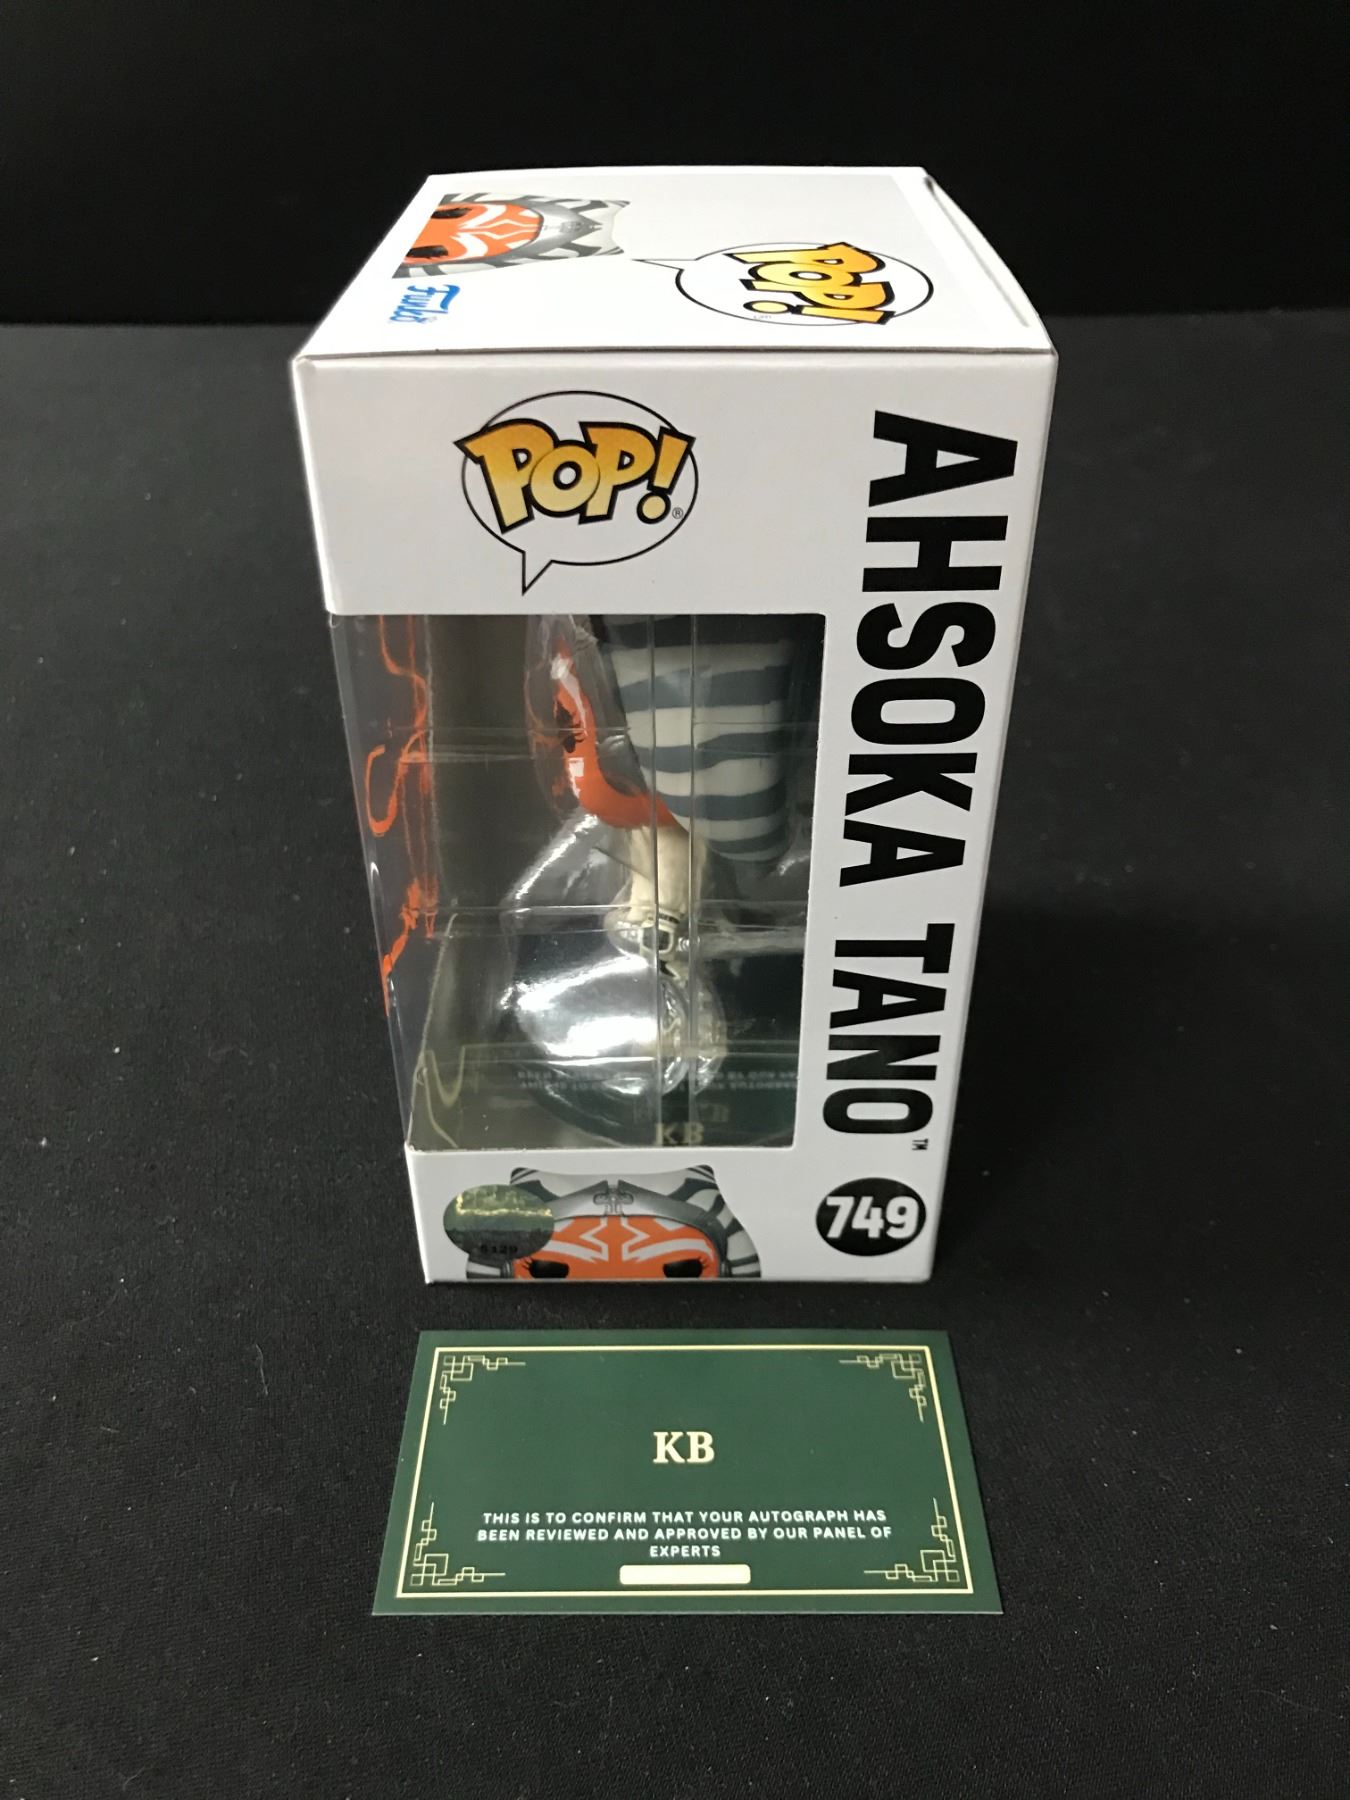 POP!
Funko
POP!
AHSOKA TANO™
KB
749
KB
THIS IS TO CONFIRM THAT YOUR AUTOGRAPH HAS
BEEN REVIEWED AND APPROVED BY OUR PANEL OF
EXPERTS